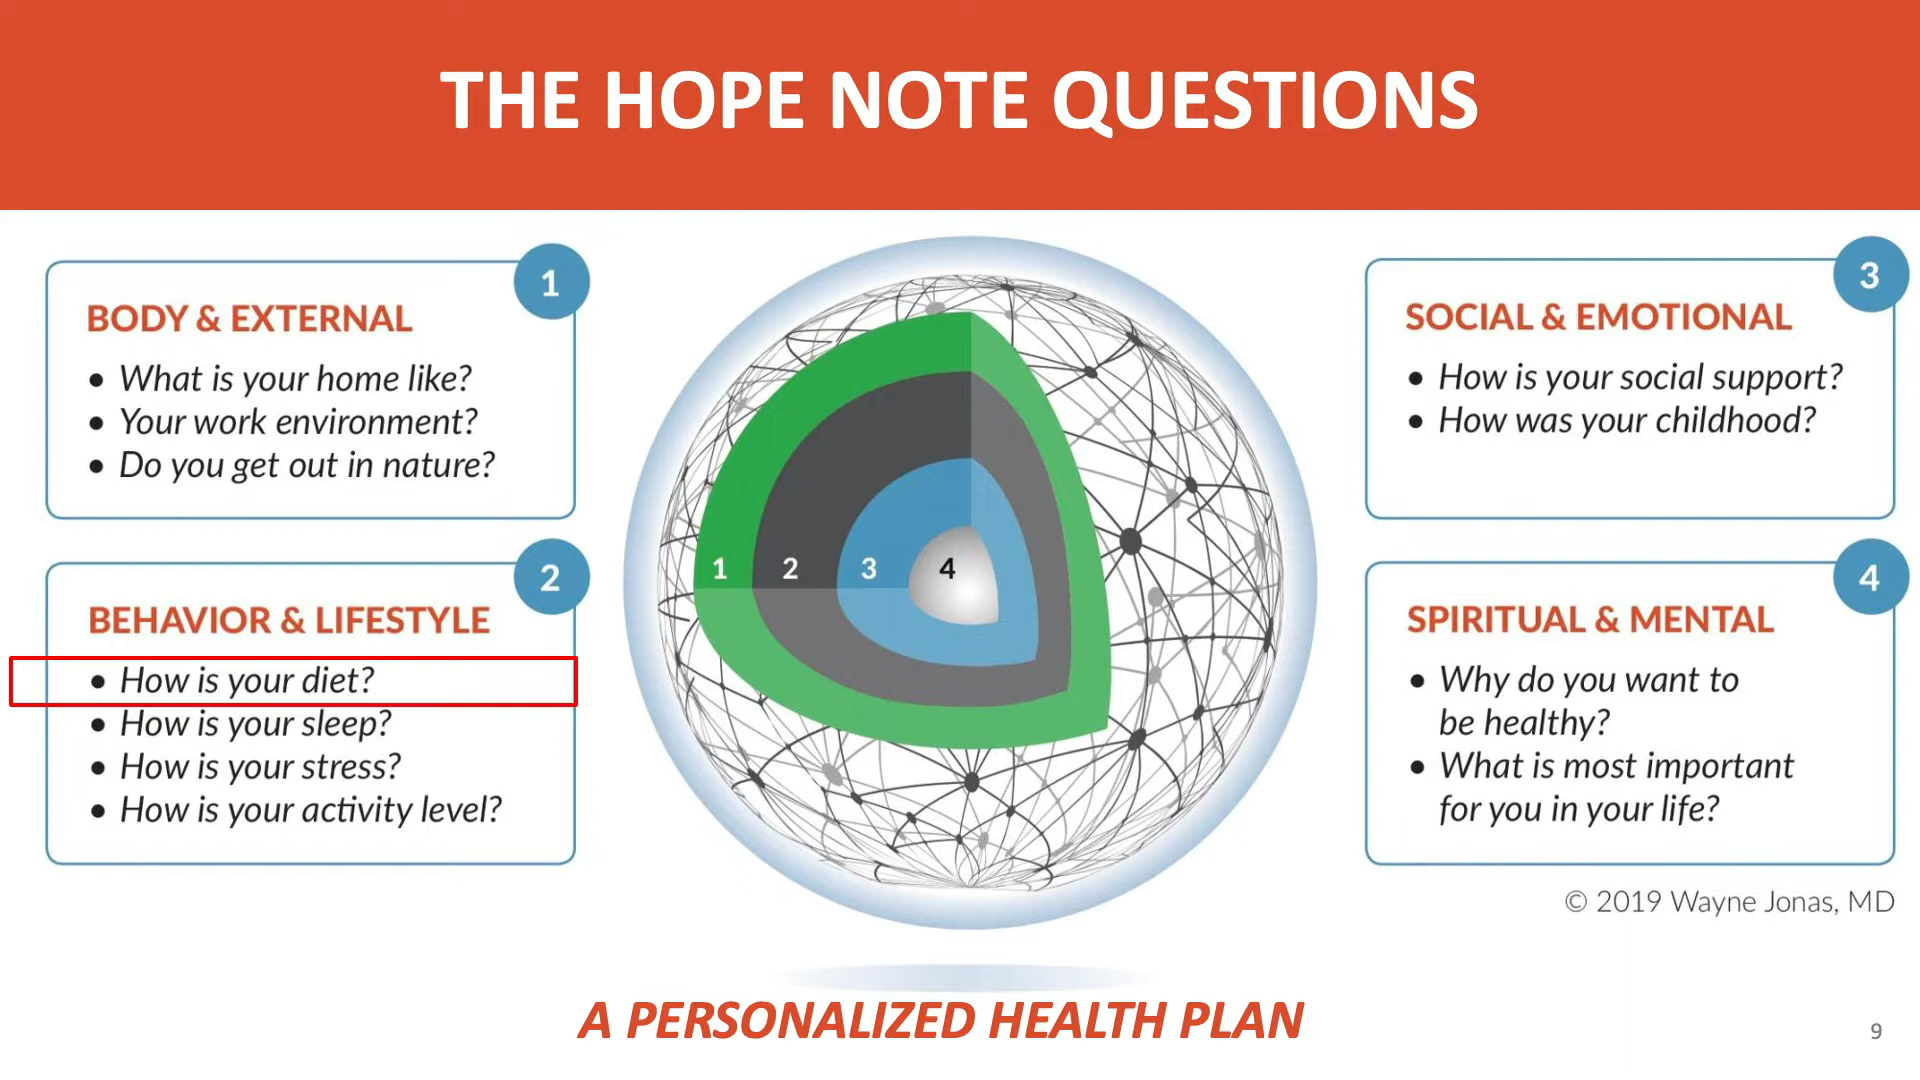 THE HOPE NOTE QUESTIONS
1
BODY & EXTERNAL
• What is your home like?
• Your work environment?
• Do you get out in nature?
2
BEHAVIOR & LIFESTYLE
• How is your diet?
• How is your sleep?
• How is your stress?
• How is your activity level?
1 2 3 4
3
SOCIAL & EMOTIONAL
• How is your social support?
• How was your childhood?
4
SPIRITUAL & MENTAL
• Why do you want to
be healthy?
• What is most important
for you in your life?
© 2019 Wayne Jonas, MD
A PERSONALIZED HEALTH PLAN
9